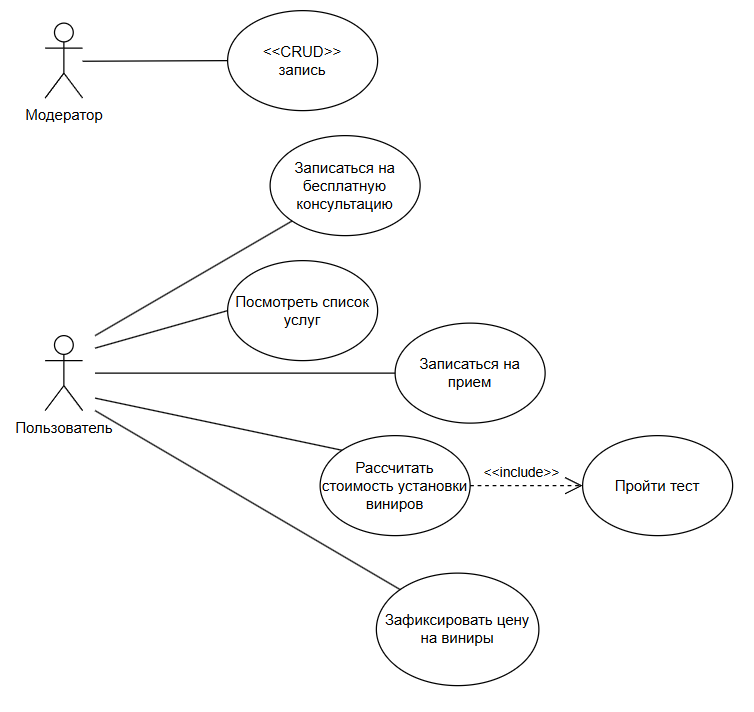 <<CRUD>>
запись
Модератор
Записаться на
бесплатную
консультацию
Посмотреть список
услуг
Записаться на
прием
Пользователь
Рассчитать
стоимость установки
виниров
<<include>>
Пройти тест
Зафиксировать цену
на виниры